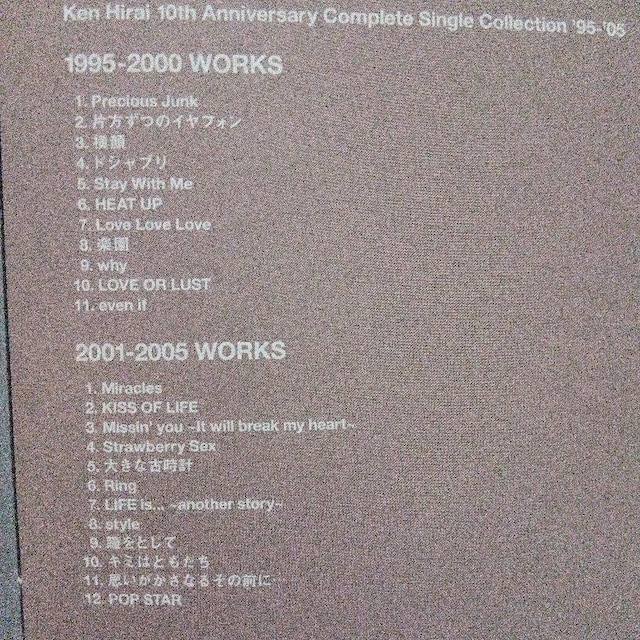 Ken Hirai 10th Anniversary Complete Single Collection '95-'05
1995-2000 WORKS
1. Precious Junk
2. 片方ずつのイヤフォン
3. 横顔
4. ドシャブリ
5. Stay With Me
6. HEAT UP
7. Love Love Love
8. 楽園
9. why
10. LOVE OR LUST
11. even if
2001-2005 WORKS
1. Miracles
2. KISS OF LIFE
3. Missin' you ~It will break my heart~
4. Strawberry Sex
5. 大きな古時計
6. Ring
7. LIFE is... ~another story~
8. style
9. 瞳をとじて
10. キミはともだち
11. 思いがかさなるその前に…
12. POP STAR